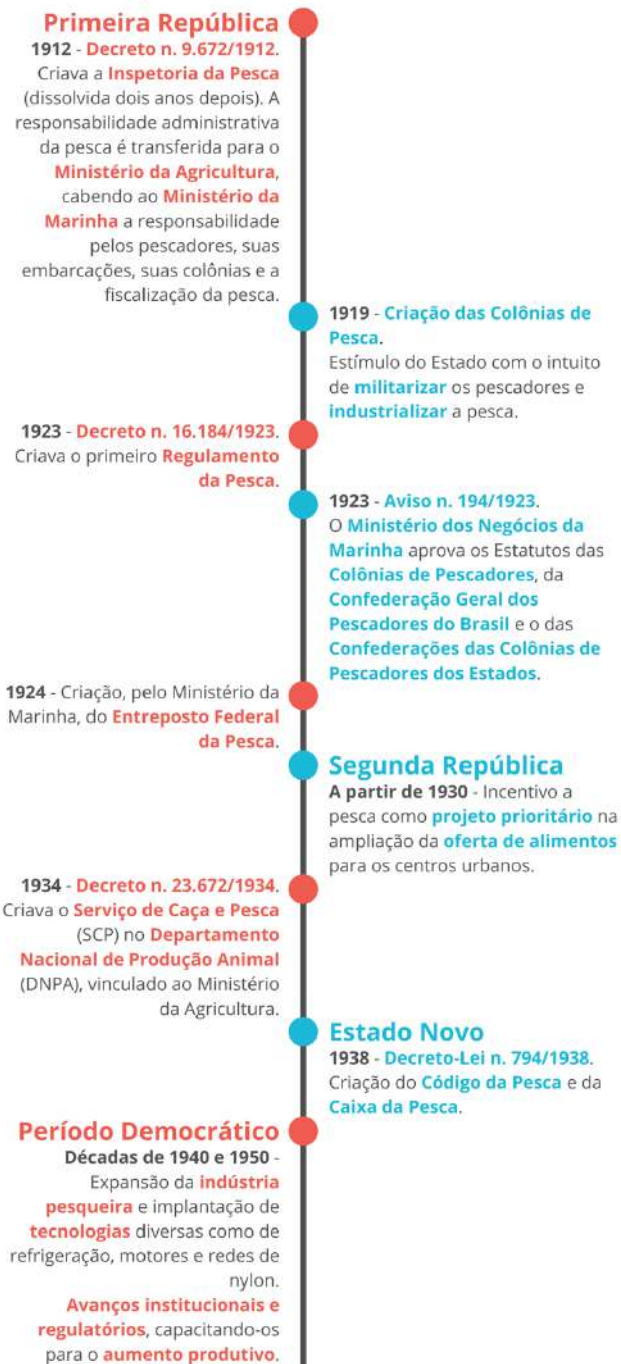 Primeira República
1912 - Decreto n. 9.672/1912.
Criava a Inspetoria da Pesca
(dissolvida dois anos depois). A
responsabilidade administrativa
da pesca é transferida para o
Ministério da Agricultura,
cabendo ao Ministério da
Marinha a responsabilidade
pelos pescadores, suas
embarcações, suas colônias e a
fiscalização da pesca.
1919 - Criação das Colônias de
Pesca.
Estímulo do Estado com o intuito
de militarizar os pescadores e
industrializar a pesca.
1923 - Decreto n. 16.184/1923.
Criava o primeiro Regulamento
da Pesca.
1923 - Aviso n. 194/1923.
O Ministério dos Negócios da
Marinha aprova os Estatutos das
Colônias de Pescadores, da
Confederação Geral dos
Pescadores do Brasil e o das
Confederações das Colônias de
Pescadores dos Estados.
1924 - Criação, pelo Ministério da
Marinha, do Entreposto Federal
da Pesca.
Segunda República
A partir de 1930 - Incentivo a
pesca como projeto prioritário na
ampliação da oferta de alimentos
para os centros urbanos.
1934 - Decreto n. 23.672/1934.
Criava o Serviço de Caça e Pesca
(SCP) no Departamento
Nacional de Produção Animal
(DNPA), vinculado ao Ministério
da Agricultura.
Estado Novo
1938 - Decreto-Lei n. 794/1938.
Criação do Código da Pesca e da
Caixa da Pesca.
Período Democrático
Décadas de 1940 e 1950 -
Expansão da indústria
pesqueira e implantação de
tecnologias diversas como de
refrigeração, motores e redes de
nylon.
Avanços institucionais e
regulatórios, capacitando-os
para o aumento produtivo.